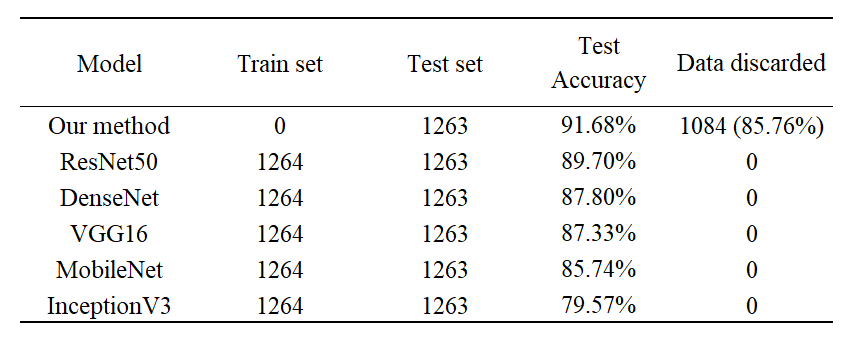 Model Train set Test set Test Accuracy Data discarded
Our method 0 1263 91.68% 1084 (85.76%)
ResNet50 1264 1263 89.70% 0
DenseNet 1264 1263 87.80% 0
VGG16 1264 1263 87.33% 0
MobileNet 1264 1263 85.74% 0
InceptionV3 1264 1263 79.57% 0